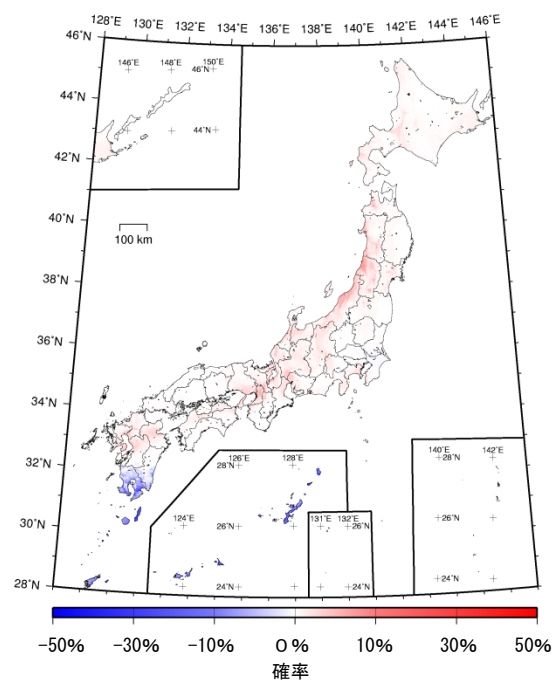 128°E 130°E 132°E 134°E 136°E 138°E 140°E 142°E 144°E 146°E
46°N
146°E 148°E 150°E
46°N
44°N
44°N
42°N
40°N
100 km
38°N
36°N
34°N
32°N
126°E 128°E
28°N
140°E 142°E
28°N
124°E
26°N
131°E 132°E
26°N
26°N
30°N
24°N
24°N
24°N
28°N
-50% -30% -10% 0% 10% 30% 50%
確率